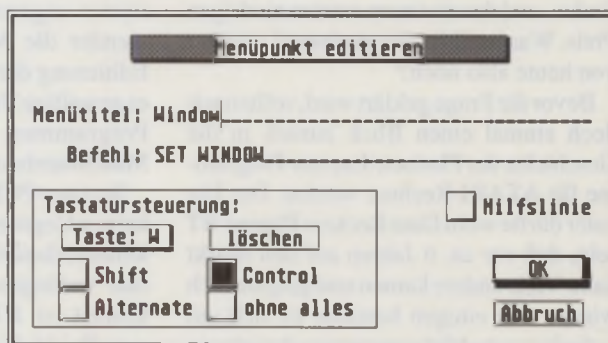 Menüpunkt editieren
Menütitel: Window
Befehl: SET WINDOW
Tastatursteuerung:
Taste: W löschen
Hilfslinie
Shift Control
Alternate ohne alles
OK
Abbruch